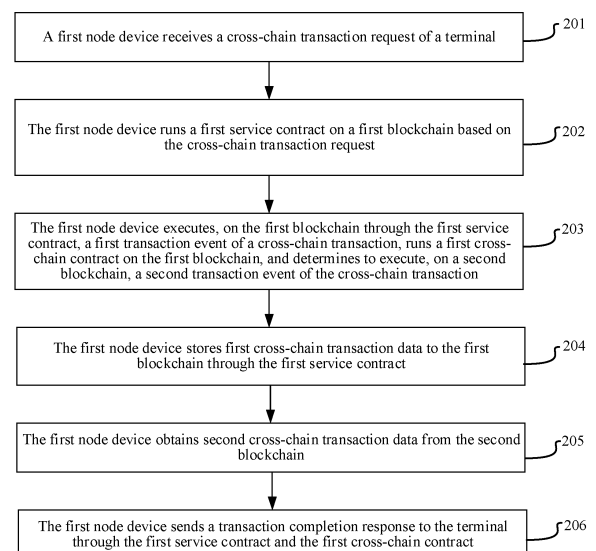 A first node device receives a cross-chain transaction request of a terminal
201
The first node device runs a first service contract on a first blockchain based on
the cross-chain transaction request
202
The first node device executes, on the first blockchain through the first service
contract, a first transaction event of a cross-chain transaction, runs a first cross-
chain contract on the first blockchain, and determines to execute, on a second
blockchain, a second transaction event of the cross-chain transaction
203
The first node device stores first cross-chain transaction data to the first
blockchain through the first service contract
204
The first node device obtains second cross-chain transaction data from the second
blockchain
205
The first node device sends a transaction completion response to the terminal
through the first service contract and the first cross-chain contract
206